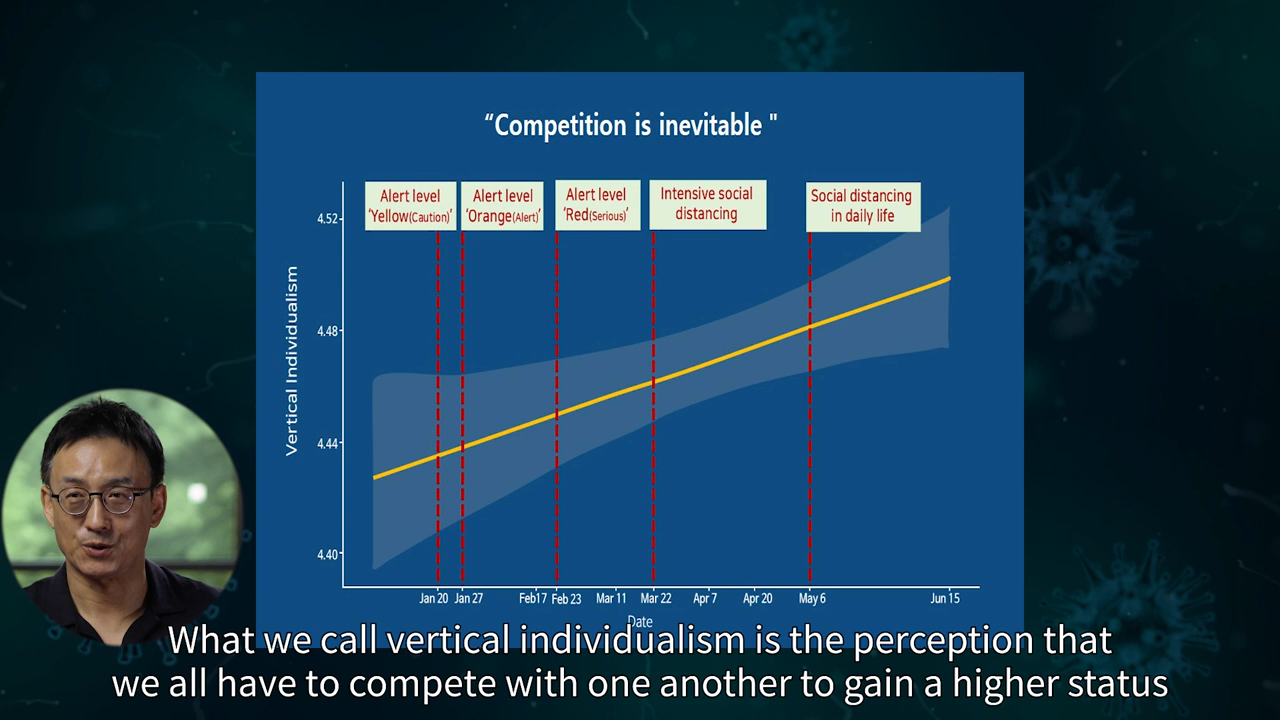 “Competition is inevitable "
Alert level
‘Yellow(Caution)’
Alert level
‘Orange(Alert)’
Alert level
‘Red(Serious)’
Intensive social
distancing
Social distancing
in daily life
Vertical Individualism
4.52
4.48
4.44
4.40
Jan 20 Jan 27 Feb17 Feb 23 Mar 11 Mar 22 Apr 7 Apr 20 May 6 Jun 15
Date
What we call vertical individualism is the perception that
we all have to compete with one another to gain a higher status